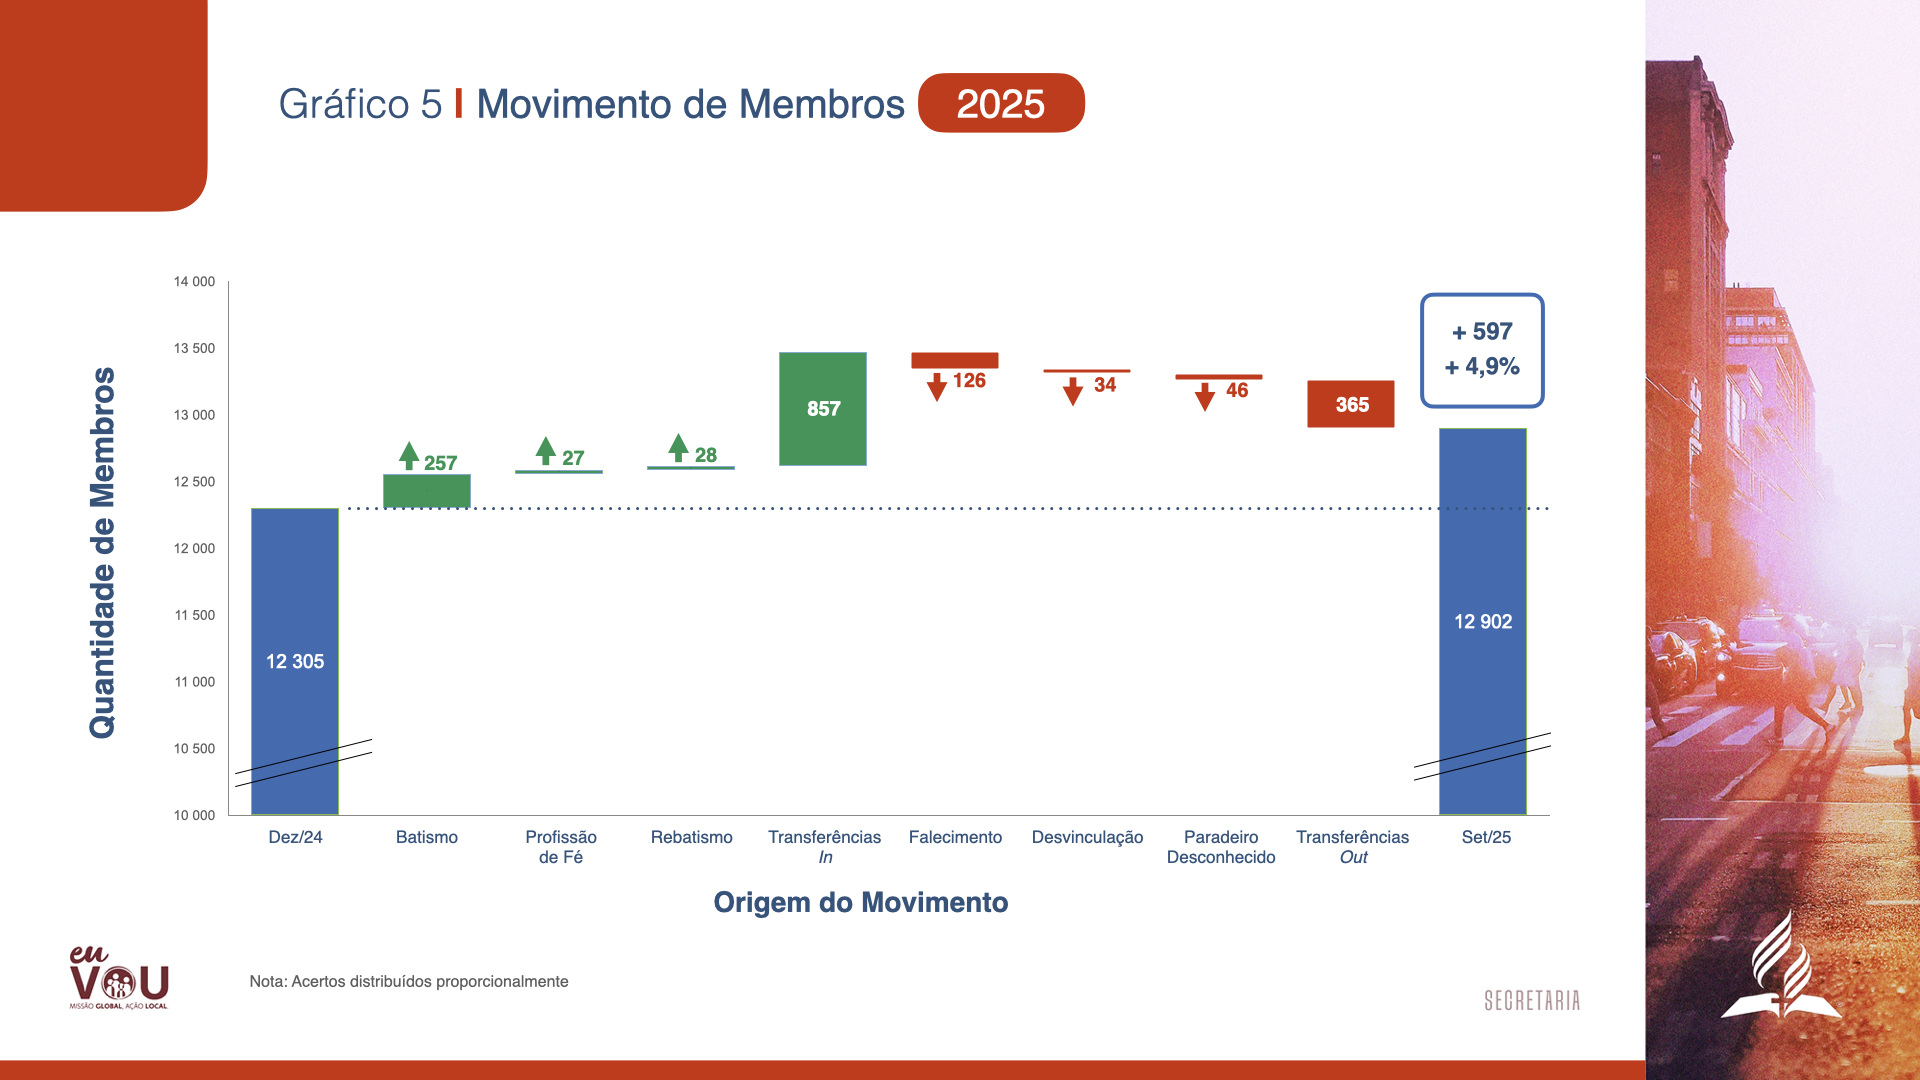 Gráfico 5 | Movimento de Membros 2025
Quantidade de Membros
14 000
13 500
13 000
12 500
12 000
11 500
11 000
10 500
10 000
12 305
257
27
28
857
126
34
46
365
+ 597
+ 4,9%
12 902
Dez/24
Batismo
Profissão
de Fé
Rebatismo
Transferências
In
Falecimento
Desvinculação
Paradeiro
Desconhecido
Transferências
Out
Set/25
Origem do Movimento
eu
VOU
MISSÃO GLOBAL, AÇÃO LOCAL
Nota: Acertos distribuídos proporcionalmente
SECRETARIA